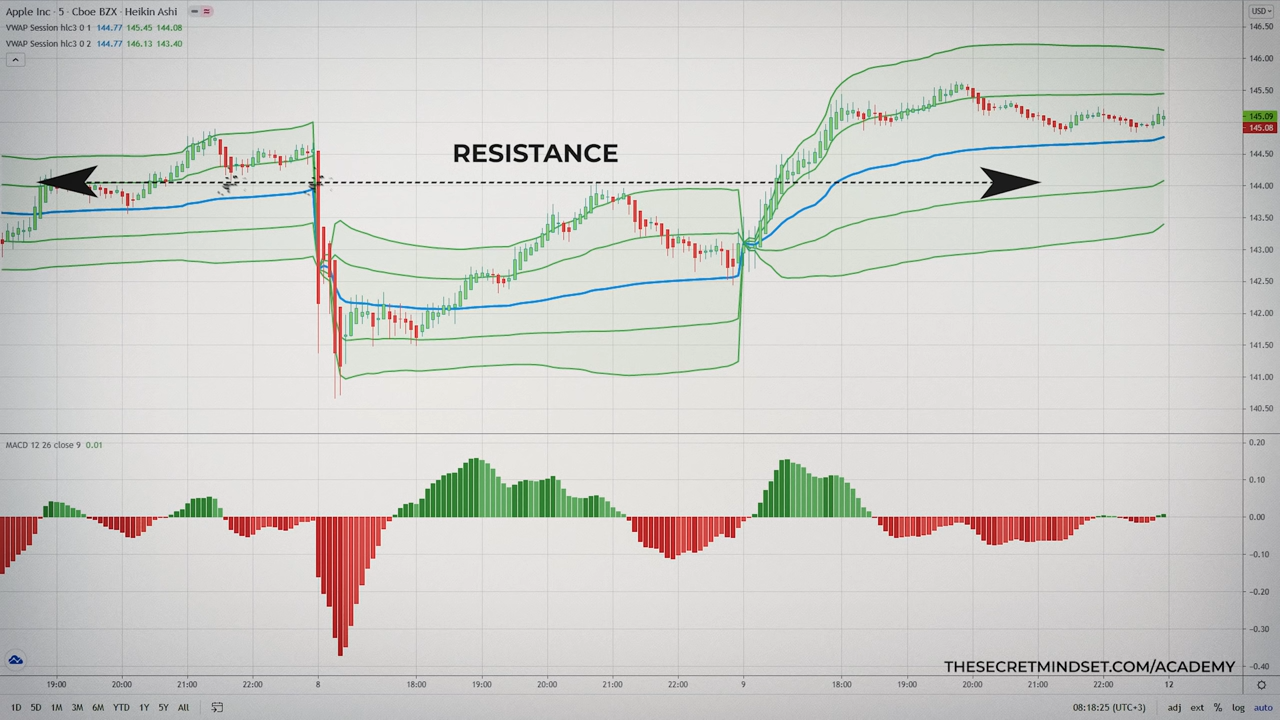 Apple Inc · 5 · Cboe BZX · Heikin Ashi
VWAP Session hlc3 0 1 144.77 145.45 144.08
VWAP Session hlc3 0 2 144.77 146.13 143.40
USD
146.50
146.00
145.50
145.09
145.08
144.50
144.00
143.50
143.00
142.50
142.00
141.50
141.00
140.50
RESISTANCE
MACD 12 26 close 9 0.01
0.20
0.10
0.00
-0.10
-0.20
-0.30
-0.40
THESECRETMINDSET.COM/ACADEMY
19:00 20:00 21:00 22:00 8 18:00 19:00 20:00 21:00 22:00 9 18:00 19:00 20:00 21:00 22:00 12
1D 5D 1M 3M 6M YTD 1Y 5Y All 08:18:25 (UTC+3) adj ext % log auto